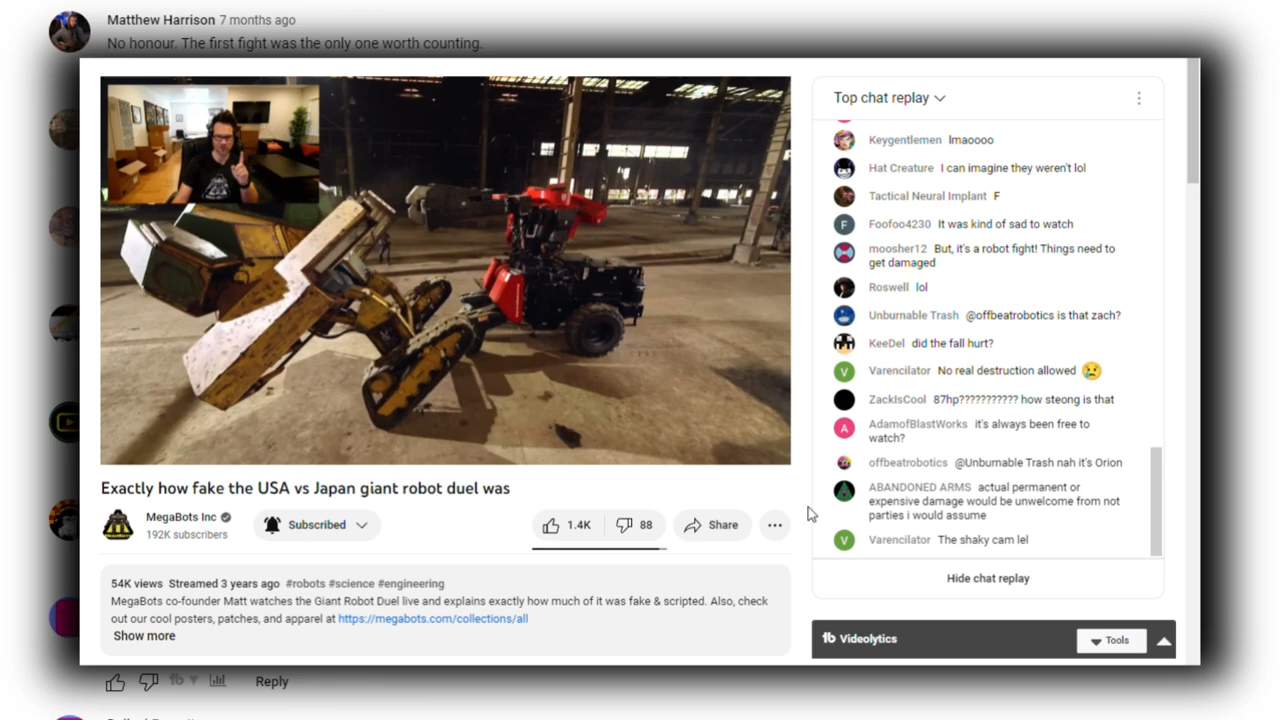 Matthew Harrison 7 months ago
No honour. The first fight was the only one worth counting.
Top chat replay
Keygentlemen lmaoooo
Hat Creature I can imagine they weren't lol
Tactical Neural Implant F
F Foofoo4230 It was kind of sad to watch
moosher12 But, it's a robot fight! Things need to
get damaged
Roswell lol
Unburnable Trash @offbeatrobotics is that zach?
KeeDel did the fall hurt?
V Varencilator No real destruction allowed 😢
ZackIsCool 87hp??????????? how steong is that
A AdamofBlastWorks it's always been free to
watch?
offbeatrobotics @Unburnable Trash nah it's Orion
ABANDONED ARMS actual permanent or
expensive damage would be unwelcome from not
parties i would assume
V Varencilator The shaky cam lel
Hide chat replay
Exactly how fake the USA vs Japan giant robot duel was
MegaBots Inc
192K subscribers
Subscribed
1.4K
88
Share
54K views Streamed 3 years ago #robots #science #engineering
MegaBots co-founder Matt watches the Giant Robot Duel live and explains exactly how much of it was fake & scripted. Also, check
out our cool posters, patches, and apparel at https://megabots.com/collections/all
Show more
tb Videolytics
Tools
Reply